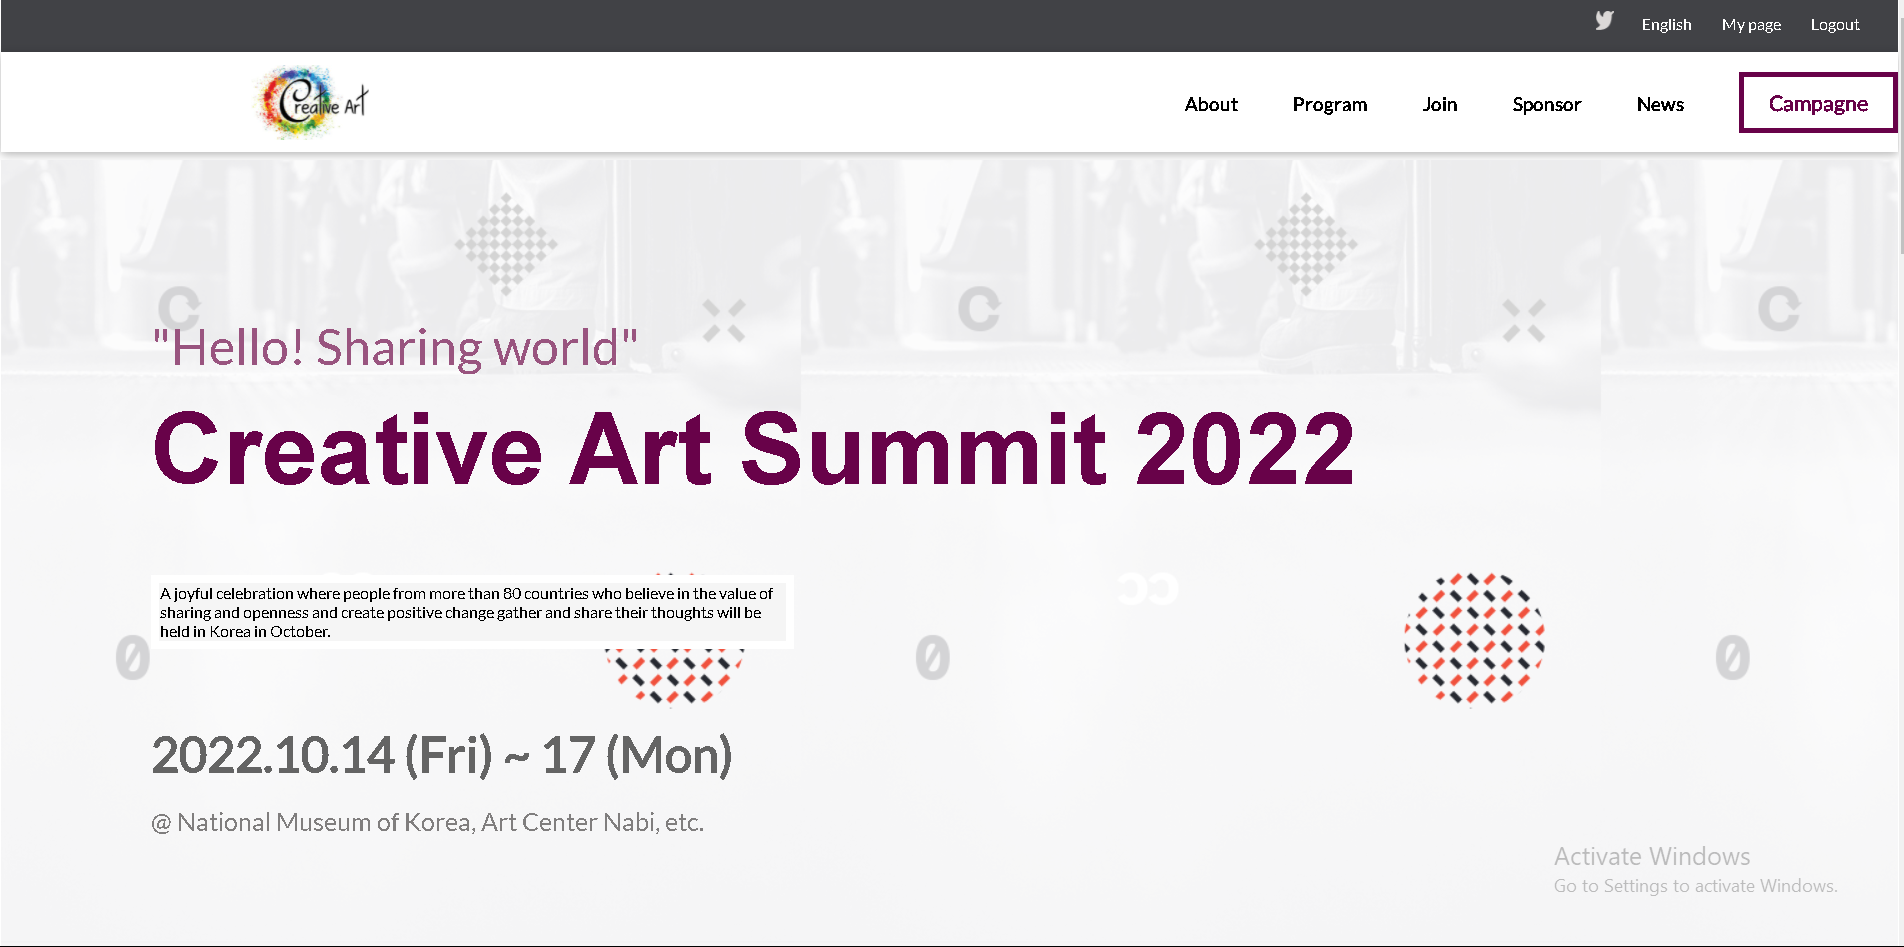 English My page Logout
Creative Art
About Program Join Sponsor News Campagne
"Hello! Sharing world"
Creative Art Summit 2022
A joyful celebration where people from more than 80 countries who believe in the value of
sharing and openness and create positive change gather and share their thoughts will be
held in Korea in October.
2022.10.14 (Fri) ~ 17 (Mon)
@ National Museum of Korea, Art Center Nabi, etc.
Activate Windows
Go to Settings to activate Windows.